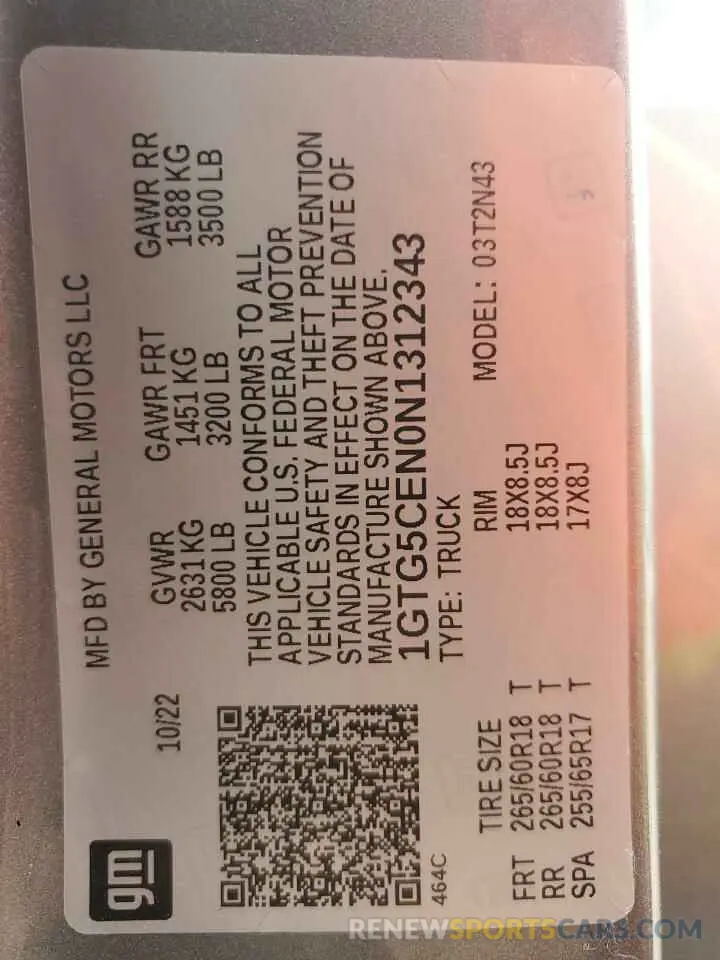 gm
MFD BY GENERAL MOTORS LLC
10/22
GVWR GAWR FRT GAWR RR
2631 KG 1451 KG 1588 KG
5800 LB 3200 LB 3500 LB
THIS VEHICLE CONFORMS TO ALL
APPLICABLE U.S. FEDERAL MOTOR
VEHICLE SAFETY AND THEFT PREVENTION
STANDARDS IN EFFECT ON THE DATE OF
MANUFACTURE SHOWN ABOVE.
1GTG5CEN0N1312343
464C
TYPE: TRUCK
MODEL: 03T2N43
TIRE SIZE RIM
FRT 265/60R18 T 18X8.5J
RR 265/60R18 T 18X8.5J
SPA 255/65R17 T 17X8J
RENEWSPORTSCARS.COM